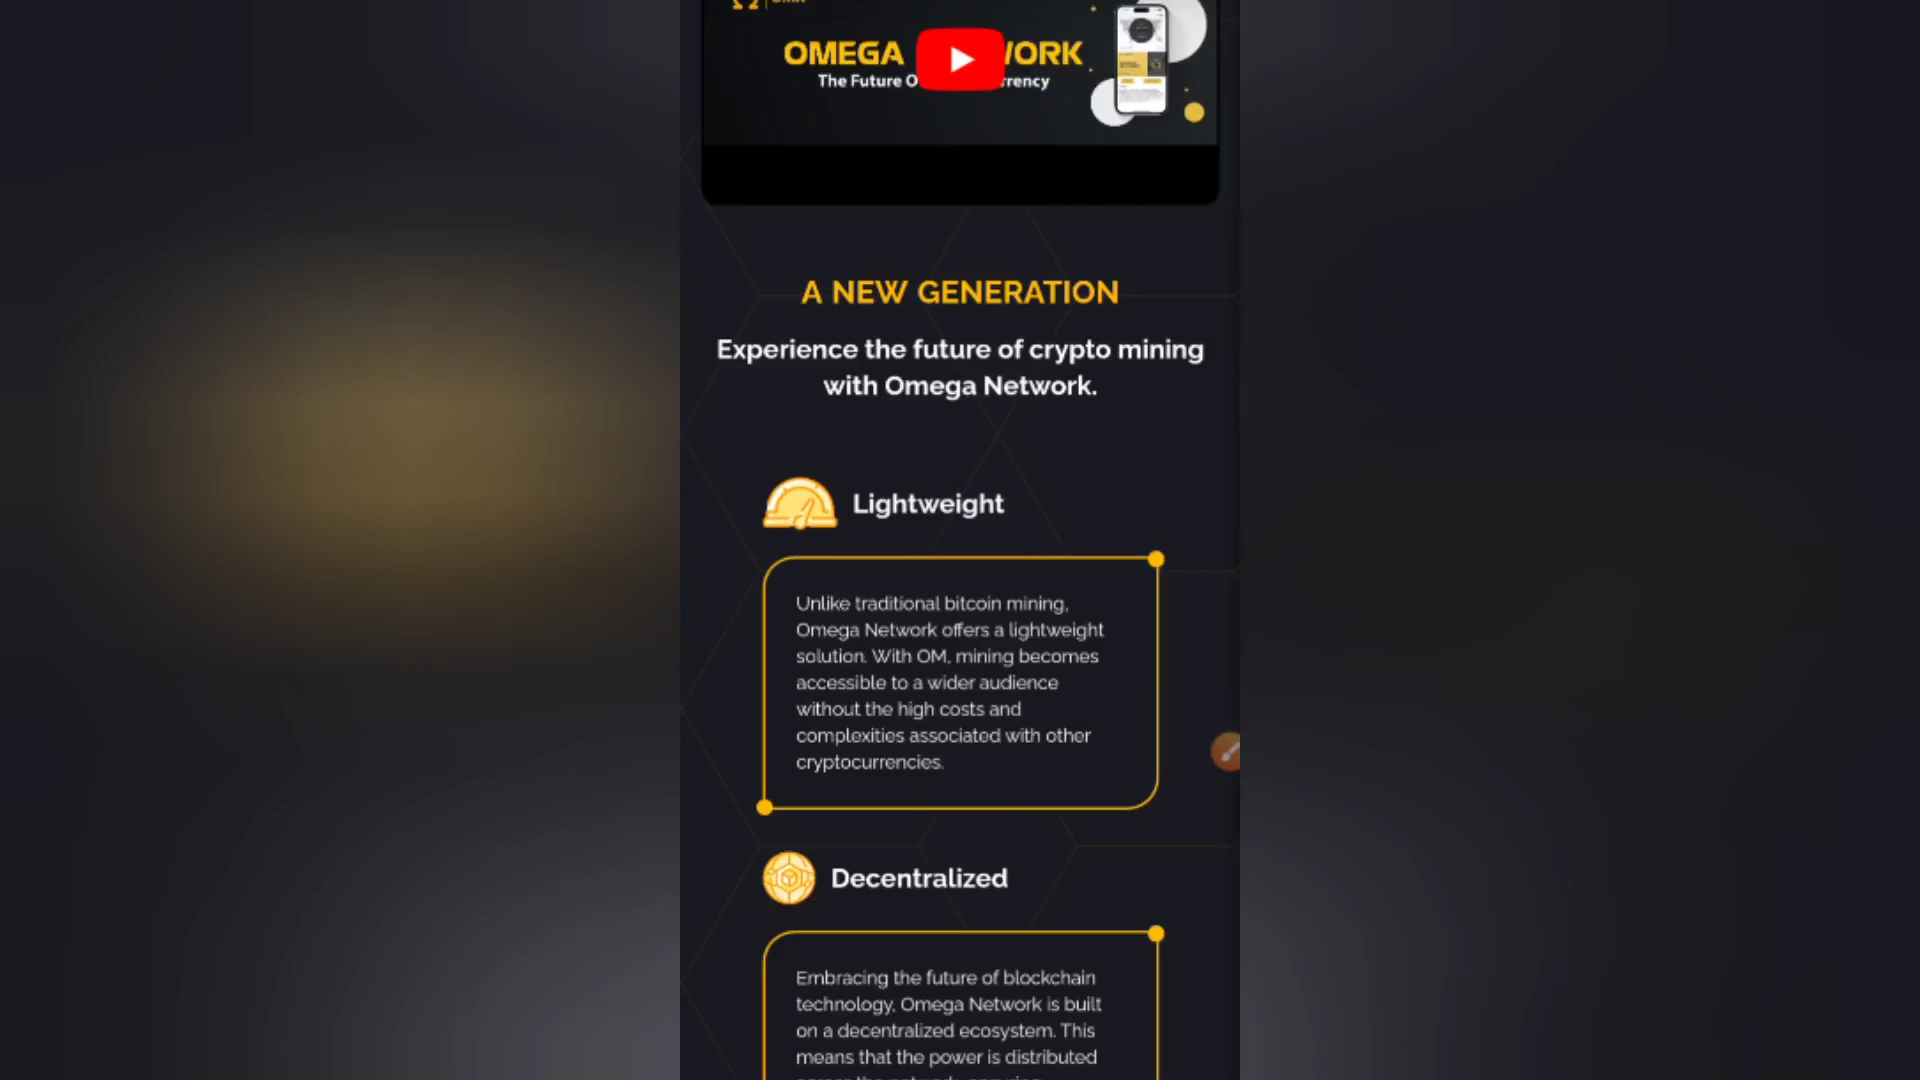 OMEGA WORK
The Future O rrency
A NEW GENERATION
Experience the future of crypto mining
with Omega Network.
Lightweight
Unlike traditional bitcoin mining,
Omega Network offers a lightweight
solution. With OM, mining becomes
accessible to a wider audience
without the high costs and
complexities associated with other
cryptocurrencies.
Decentralized
Embracing the future of blockchain
technology, Omega Network is built
on a decentralized ecosystem. This
means that the power is distributed